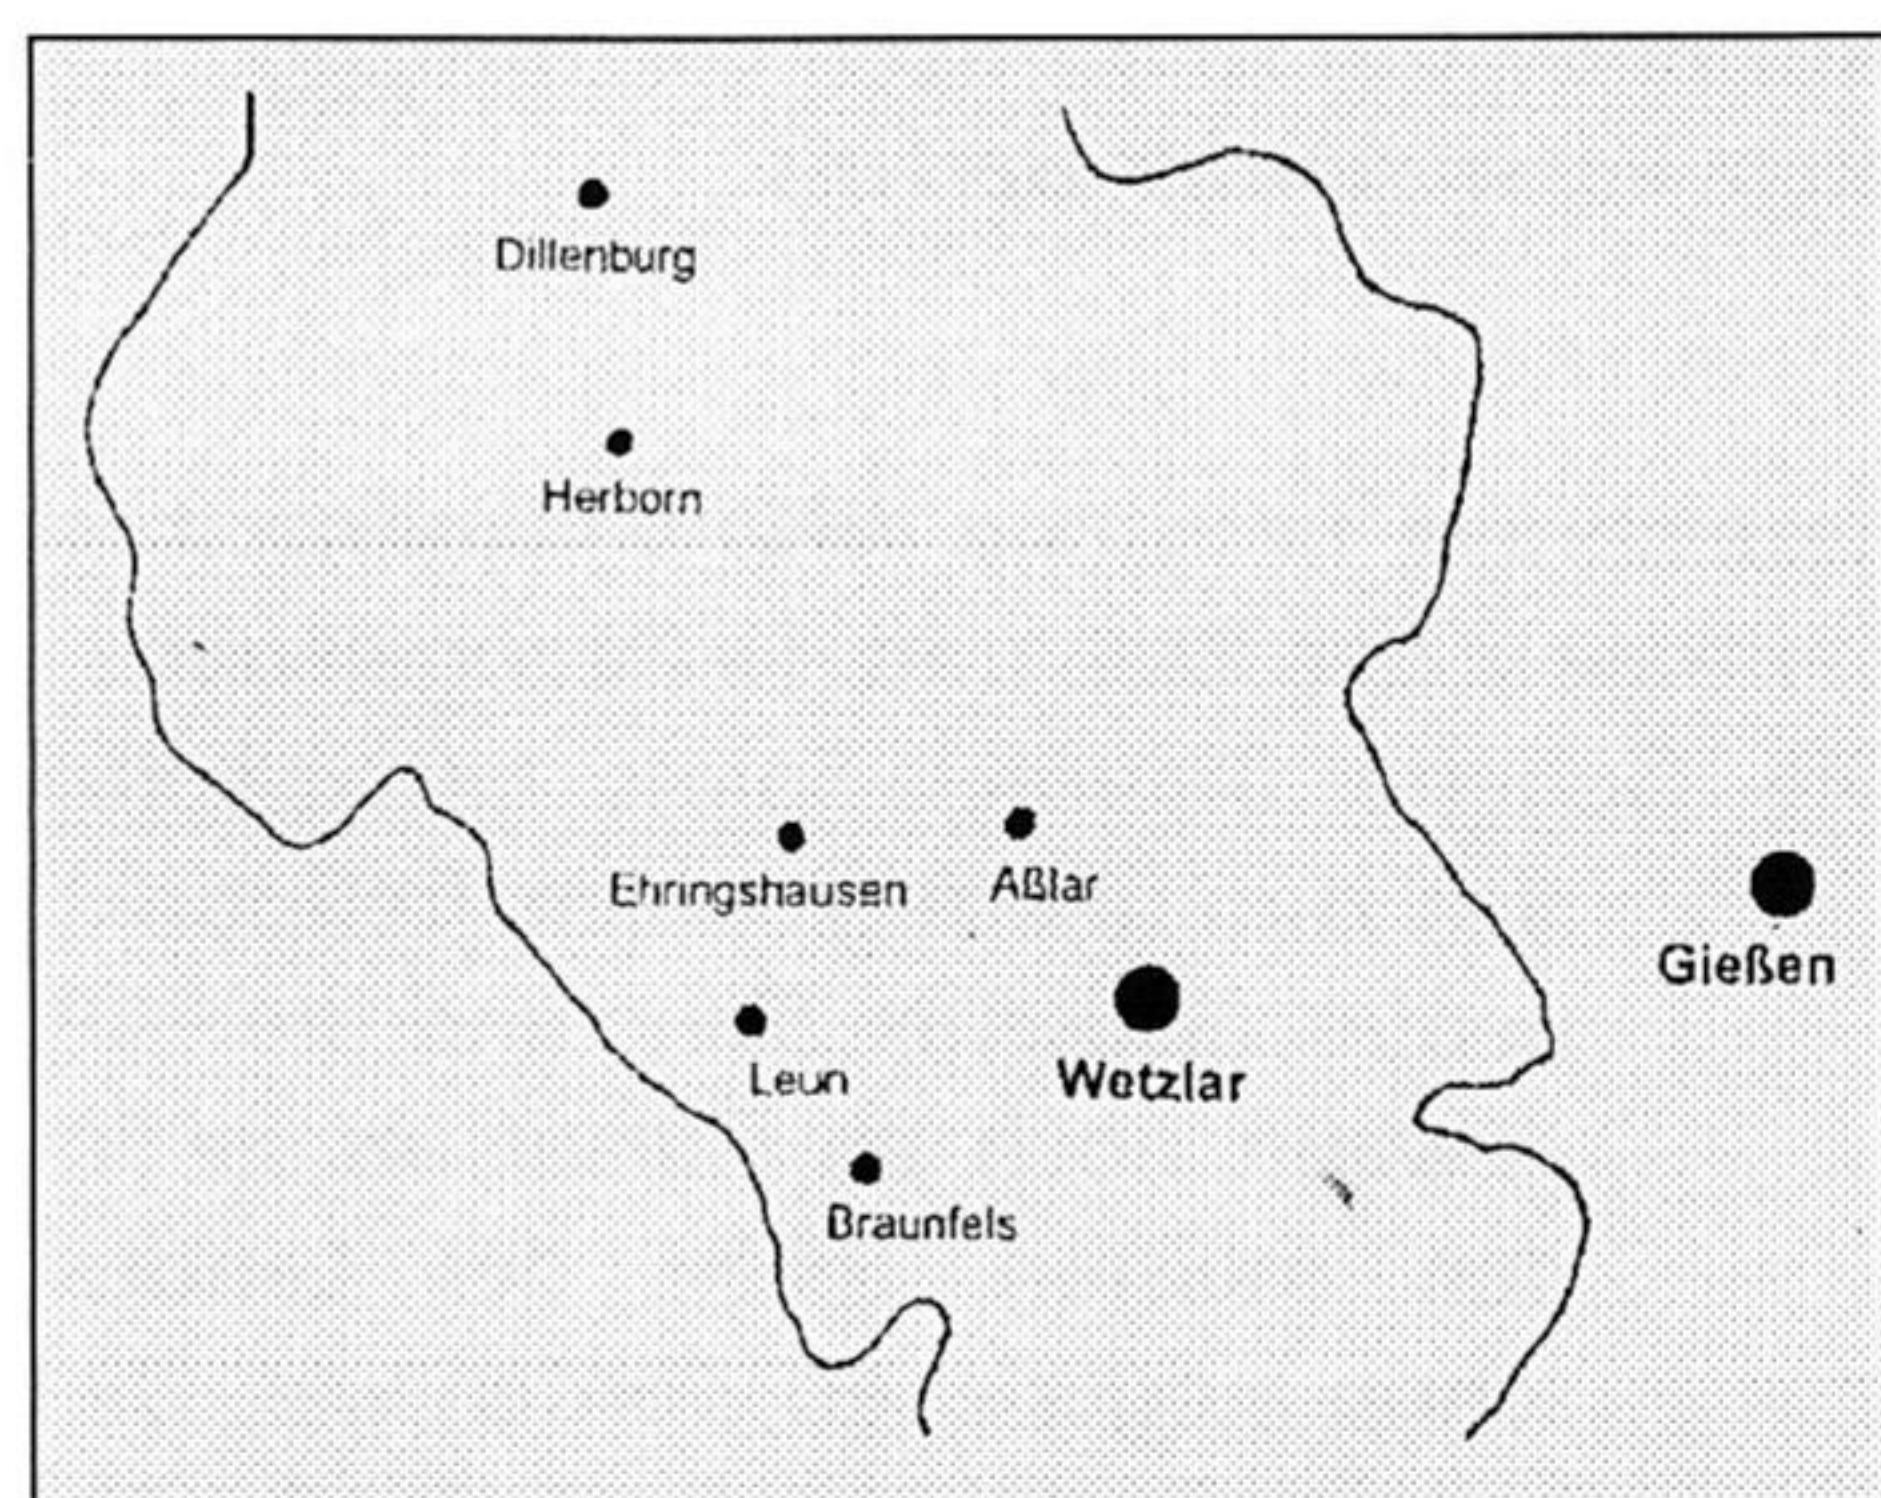 Dillenburg
Herborn
Ehringshausen
Aßlar
Gießen
Leun
Wetzlar
Braunfels